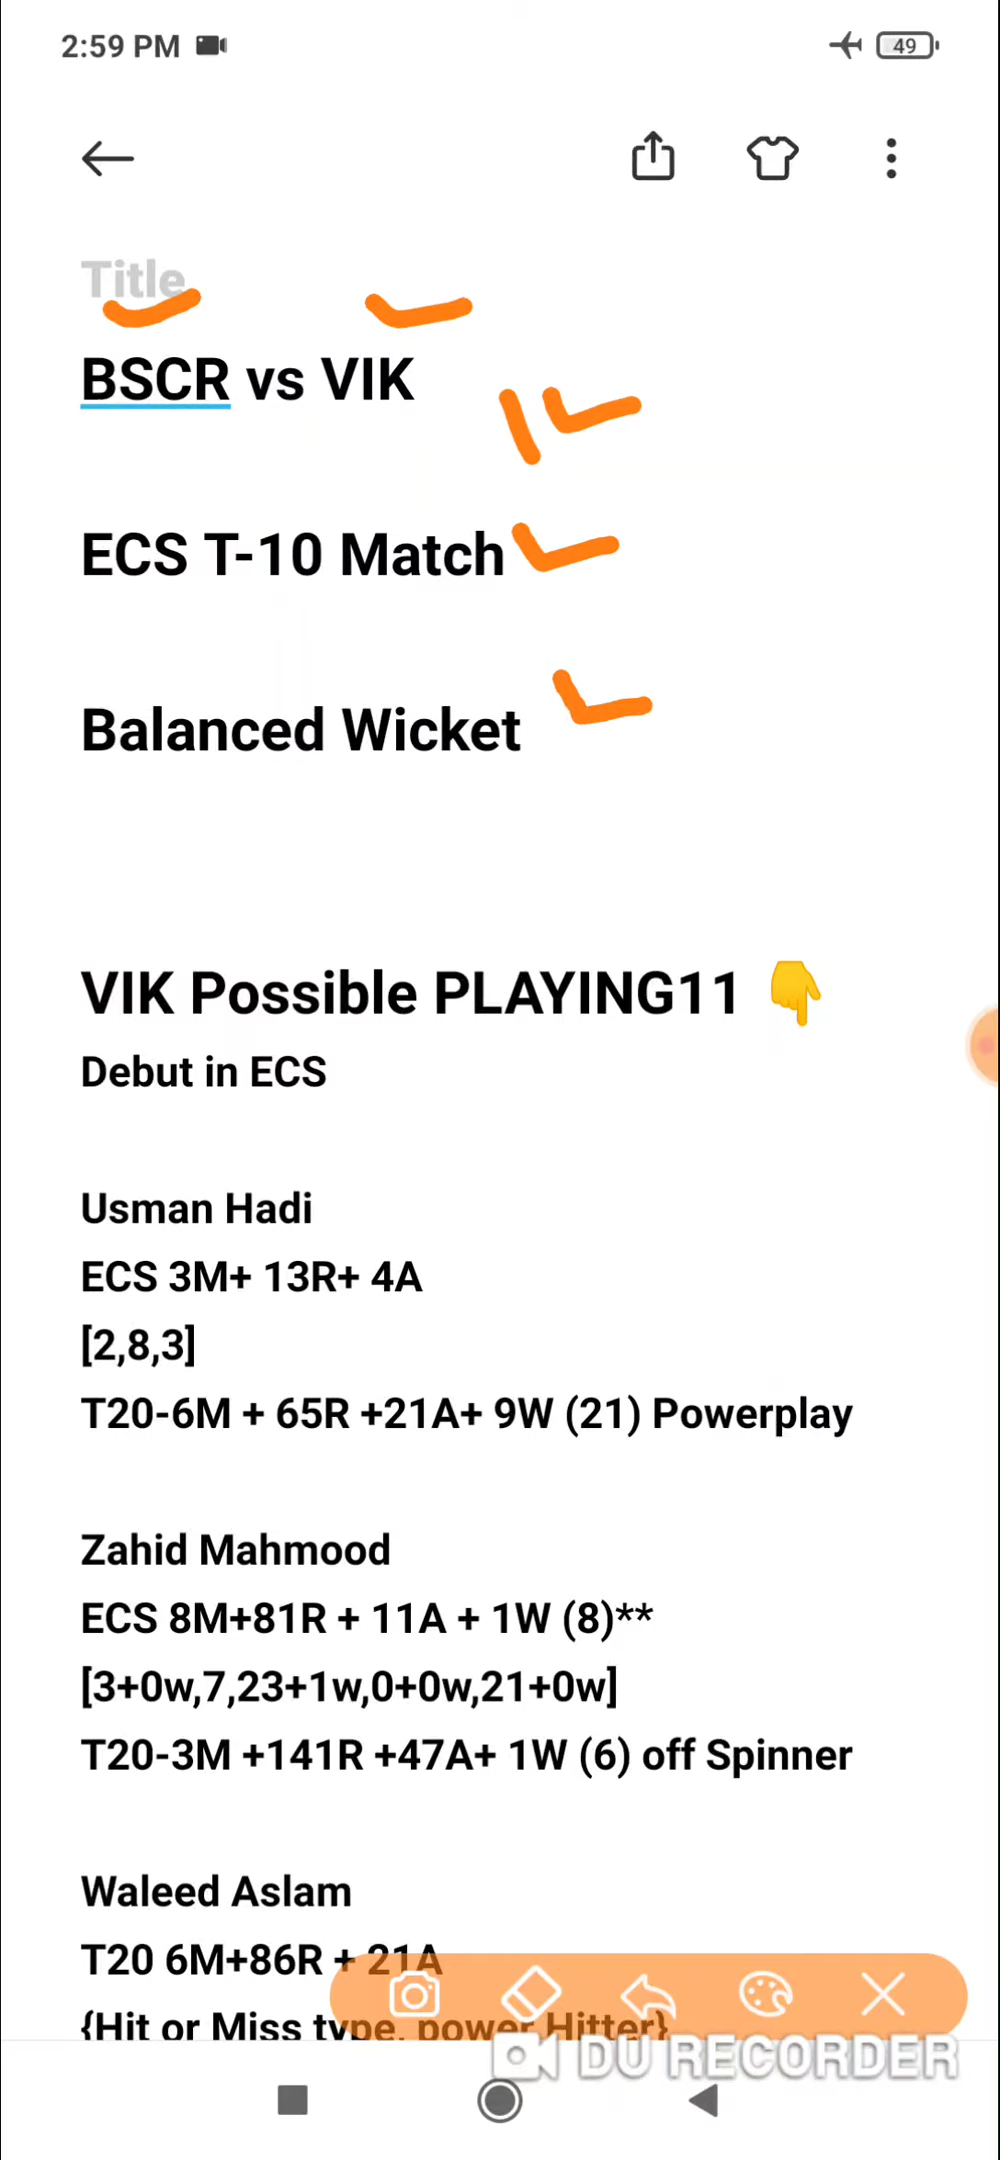 2:59 PM
49
Title
BSCR vs VIK
ECS T-10 Match
Balanced Wicket
VIK Possible PLAYING11 👇
Debut in ECS
Usman Hadi
ECS 3M+ 13R+ 4A
[2,8,3]
T20-6M + 65R +21A+ 9W (21) Powerplay
Zahid Mahmood
ECS 8M+81R + 11A + 1W (8)**
[3+0w,7,23+1w,0+0w,21+0w]
T20-3M +141R +47A+ 1W (6) off Spinner
Waleed Aslam
T20 6M+86R + 21A
{Hit or Miss type, power Hitter}
DU RECORDER